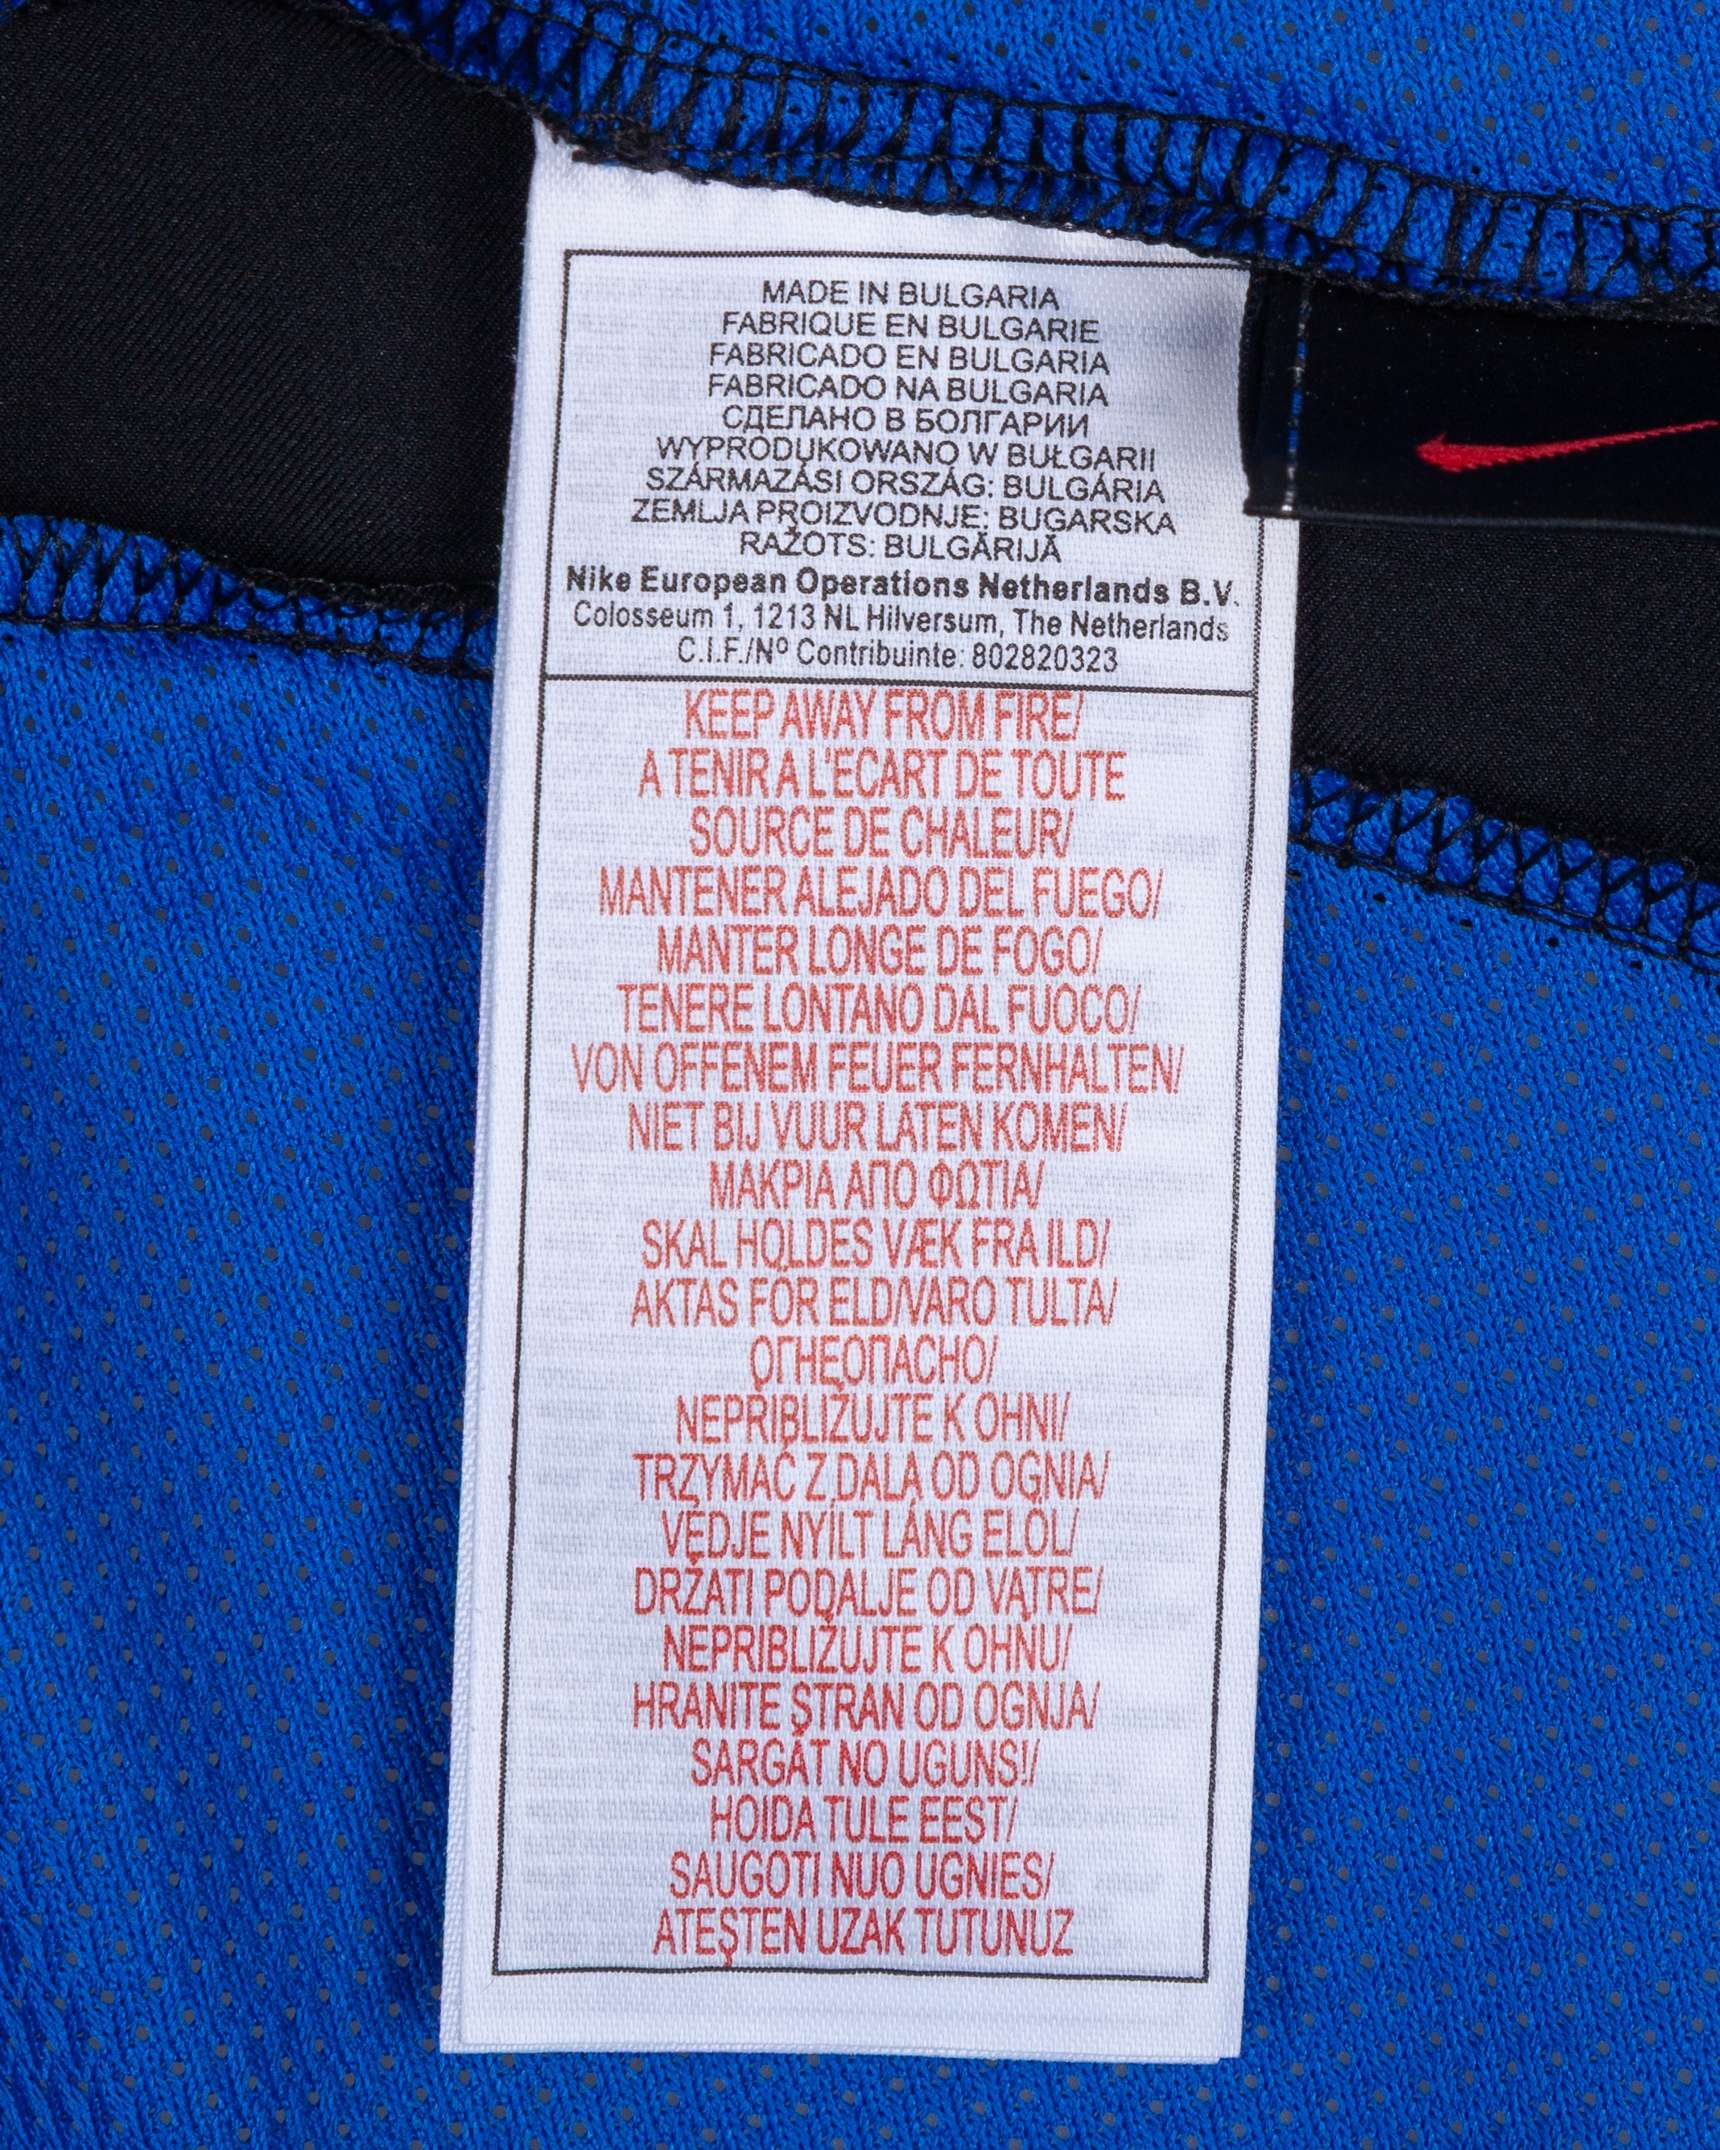 MADE IN BULGARIA
FABRIQUE EN BULGARIE
FABRICADO EN BULGARIA
FABRICADO NA BULGARIA
СДЕЛАНО В БОЛГАРИИ
WYPRODUKOWANO W BUŁGARII
SZÁRMAZÁSI ORSZÁG: BULGÁRIA
ZEMLJA PROIZVODNJE: BUGARSKA
RAŽOTS: BULGĀRIJĀ
Nike European Operations Netherlands B.V.
Colosseum 1, 1213 NL Hilversum, The Netherlands
C.I.F./Nº Contribuinte: 802820323
KEEP AWAY FROM FIRE/
A TENIR A L'ECART DE TOUTE
SOURCE DE CHALEUR/
MANTENER ALEJADO DEL FUEGO/
MANTER LONGE DE FOGO/
TENERE LONTANO DAL FUOCO/
VON OFFENEM FEUER FERNHALTEN/
NIET BIJ VUUR LATEN KOMEN/
ΜΑΚΡΙΑ ΑΠΟ ΦΩΤΙΑ/
SKAL HOLDES VÆK FRA ILD/
AKTAS FÖR ELD/VARO TULTA/
ОГНЕОПАСНО/
NEPŘIBLIŽUJTE K OHNI/
TRZYMAĆ Z DALA OD OGNIA/
VÉDJE NYÍLT LÁNG ELÖL/
DRŽATI PODALJE OD VATRE/
NEPRIBLIŽUJTE K OHŇU/
HRANITE STRAN OD OGNJA/
SARGĀT NO UGUNS!/
HOIDA TULE EEST/
SAUGOTI NUO UGNIES/
ATEŞTEN UZAK TUTUNUZ